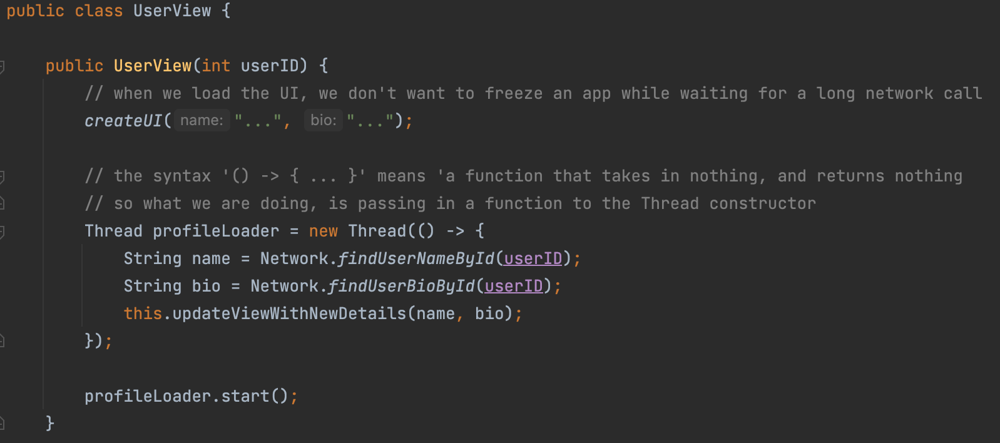 public class UserView {
public UserView(int userID) {
// when we load the UI, we don't want to freeze an app while waiting for a long network call
createUI( name: "...", bio: "...");
// the syntax '() -> { ... }' means 'a function that takes in nothing, and returns nothing
// so what we are doing, is passing in a function to the Thread constructor
Thread profileLoader = new Thread(() -> {
String name = Network.findUserNameById(userID);
String bio = Network.findUserBioById(userID);
this.updateViewWithNewDetails(name, bio);
});
profileLoader.start();
}